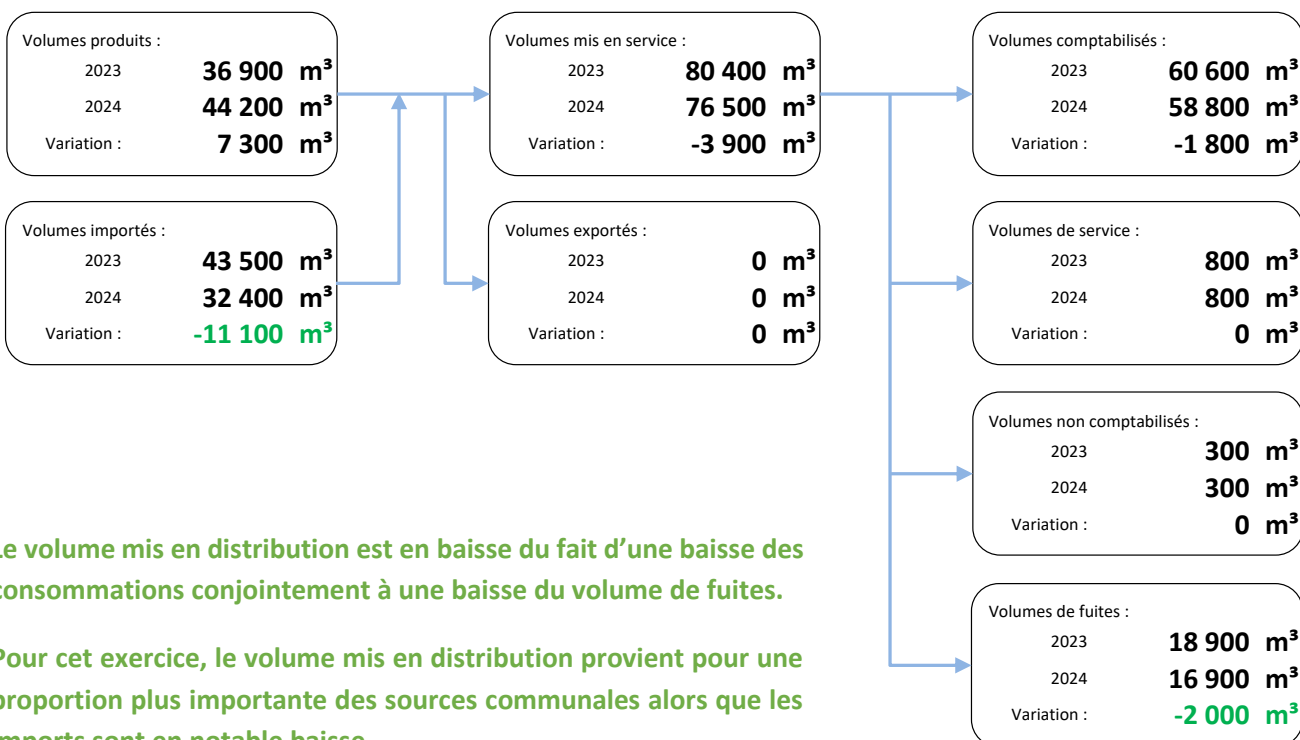 Volumes produits :
2023 36 900 m³
2024 44 200 m³
Variation : 7 300 m³
Volumes importés :
2023 43 500 m³
2024 32 400 m³
Variation : -11 100 m³
Volumes mis en service :
2023 80 400 m³
2024 76 500 m³
Variation : -3 900 m³
Volumes exportés :
2023 0 m³
2024 0 m³
Variation : 0 m³
Volumes comptabilisés :
2023 60 600 m³
2024 58 800 m³
Variation : -1 800 m³
Volumes de service :
2023 800 m³
2024 800 m³
Variation : 0 m³
Volumes non comptabilisés :
2023 300 m³
2024 300 m³
Variation : 0 m³
Volumes de fuites :
2023 18 900 m³
2024 16 900 m³
Variation : -2 000 m³
Le volume mis en distribution est en baisse du fait d’une baisse des
consommations conjointement à une baisse du volume de fuites.
Pour cet exercice, le volume mis en distribution provient pour une
proportion plus importante des sources communales alors que les
imports sont en notable baisse